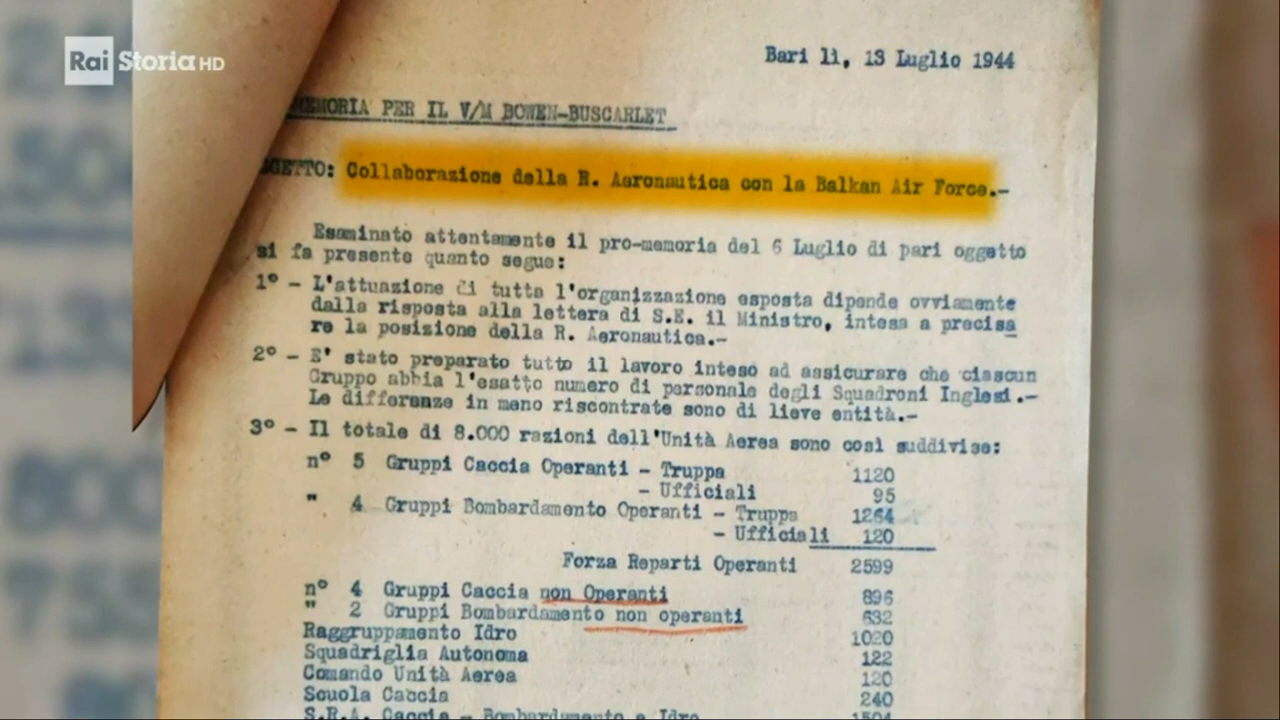 Rai Storia HD
Bari lì, 13 Luglio 1944
MEMORIA PER IL V/M BOWEN-BUSCARLET
GGETTO: Collaborazione della R. Aeronautica con la Balkan Air Force.-
Esaminato attentamente il pro-memoria del 6 Luglio di pari oggetto
si fa presente quanto segue:
1° - L'attuazione di tutta l'organizzazione esposta dipende ovviamente
dalla risposta alla lettera di S.E. il Ministro, intesa a precisa
re la posizione della R. Aeronautica.-
2° - E' stato preparato tutto il lavoro inteso ad assicurare che ciascun
Gruppo abbia l'esatto numero di personale degli Squadroni Inglesi.-
Le differenze in meno riscontrate sono di lieve entità.-
3° - Il totale di 8.000 razioni dell'Unità Aerea sono così suddivise:
n° 5 Gruppi Caccia Operanti - Truppa 1120
- Ufficiali 95
" 4 Gruppi Bombardamento Operanti - Truppa 1264
- Ufficiali 120
Forza Reparti Operanti 2599
n° 4 Gruppi Caccia non Operanti 896
" 2 Gruppi Bombardamento non operanti 632
Raggruppamento Idro 1020
Squadriglia Autonoma 122
Comando Unità Aerea 120
Scuola Caccia 240
S.R.A. Caccia - Bombardamento e Idro 1504